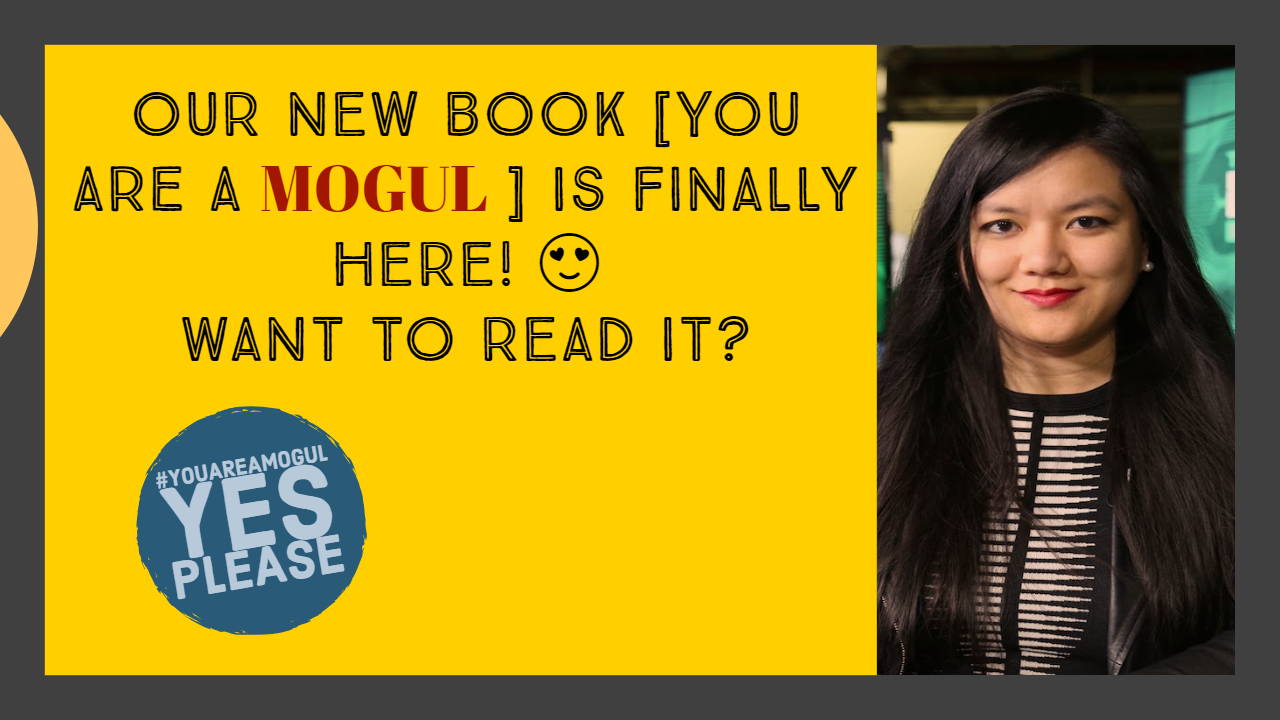 OUR NEW BOOK [YOU
ARE A MOGUL ] IS FINALLY
HERE! 😍
WANT TO READ IT?
#YOUAREAMOGUL
YES
PLEASE